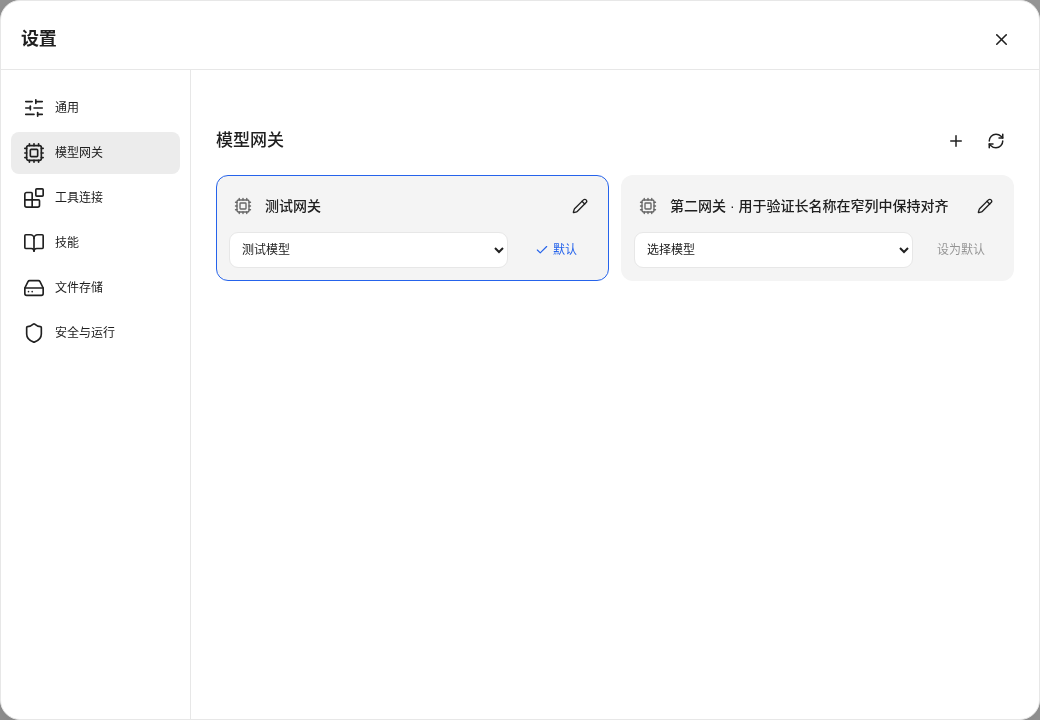 设置
通用
模型网关
工具连接
技能
文件存储
安全与运行
模型网关
测试网关
测试模型
默认
第二网关 · 用于验证长名称在窄列中保持对齐
选择模型
设为默认